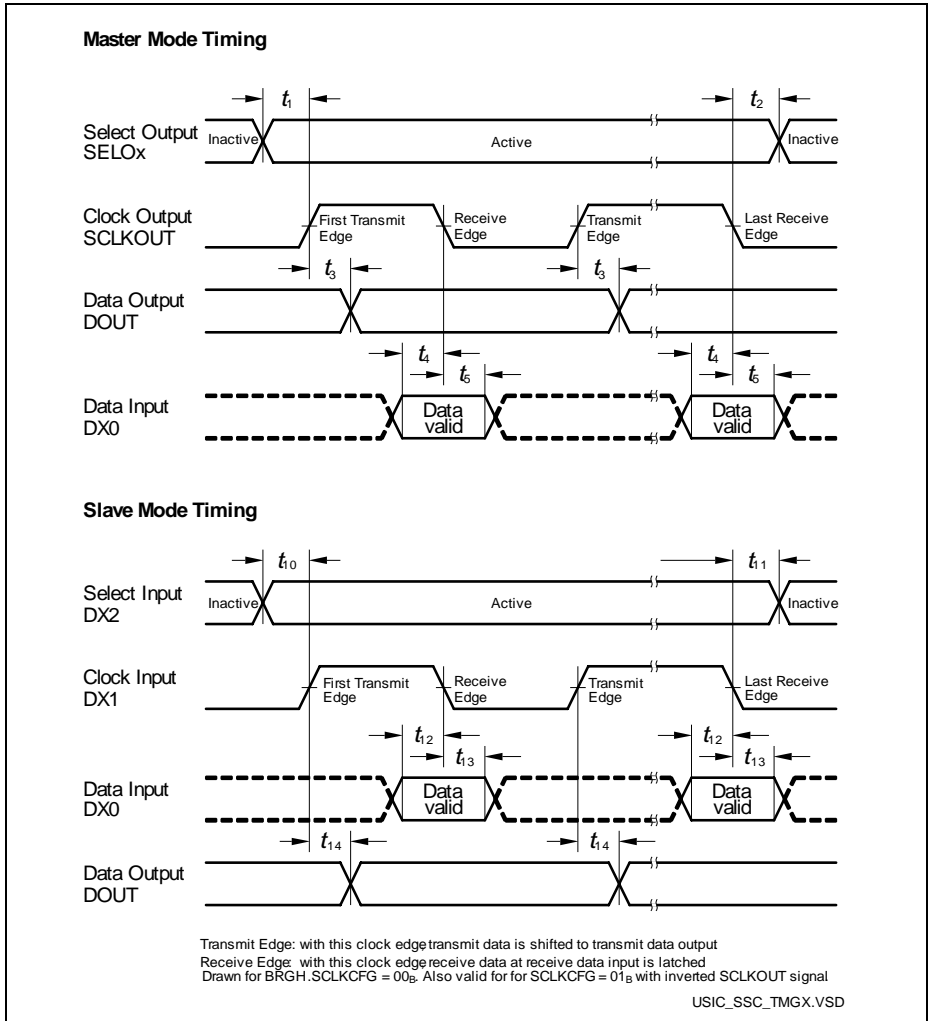 Master Mode Timing
t1
t2
Select Output
SELOx
Inactive
Active
Inactive
Clock Output
SCLKOUT
First Transmit
Edge
Receive
Edge
Transmit
Edge
Last Receive
Edge
t3
t3
Data Output
DOUT
t4
t5
t4
t5
Data Input
DX0
Data
valid
Data
valid
Slave Mode Timing
t10
t11
Select Input
DX2
Inactive
Active
Inactive
Clock Input
DX1
First Transmit
Edge
Receive
Edge
Transmit
Edge
Last Receive
Edge
t12
t13
t12
t13
Data Input
DX0
Data
valid
Data
valid
t14
t14
Data Output
DOUT
Transmit Edge: with this clock edge, transmit data is shifted to transmit data output
Receive Edge: with this clock edge, receive data at receive data input is latched
Drawn for BRGH.SCLKCFG = 00B. Also valid for for SCLKCFG = 01B with inverted SCLKOUT signal.
USIC_SSC_TMGX.VSD